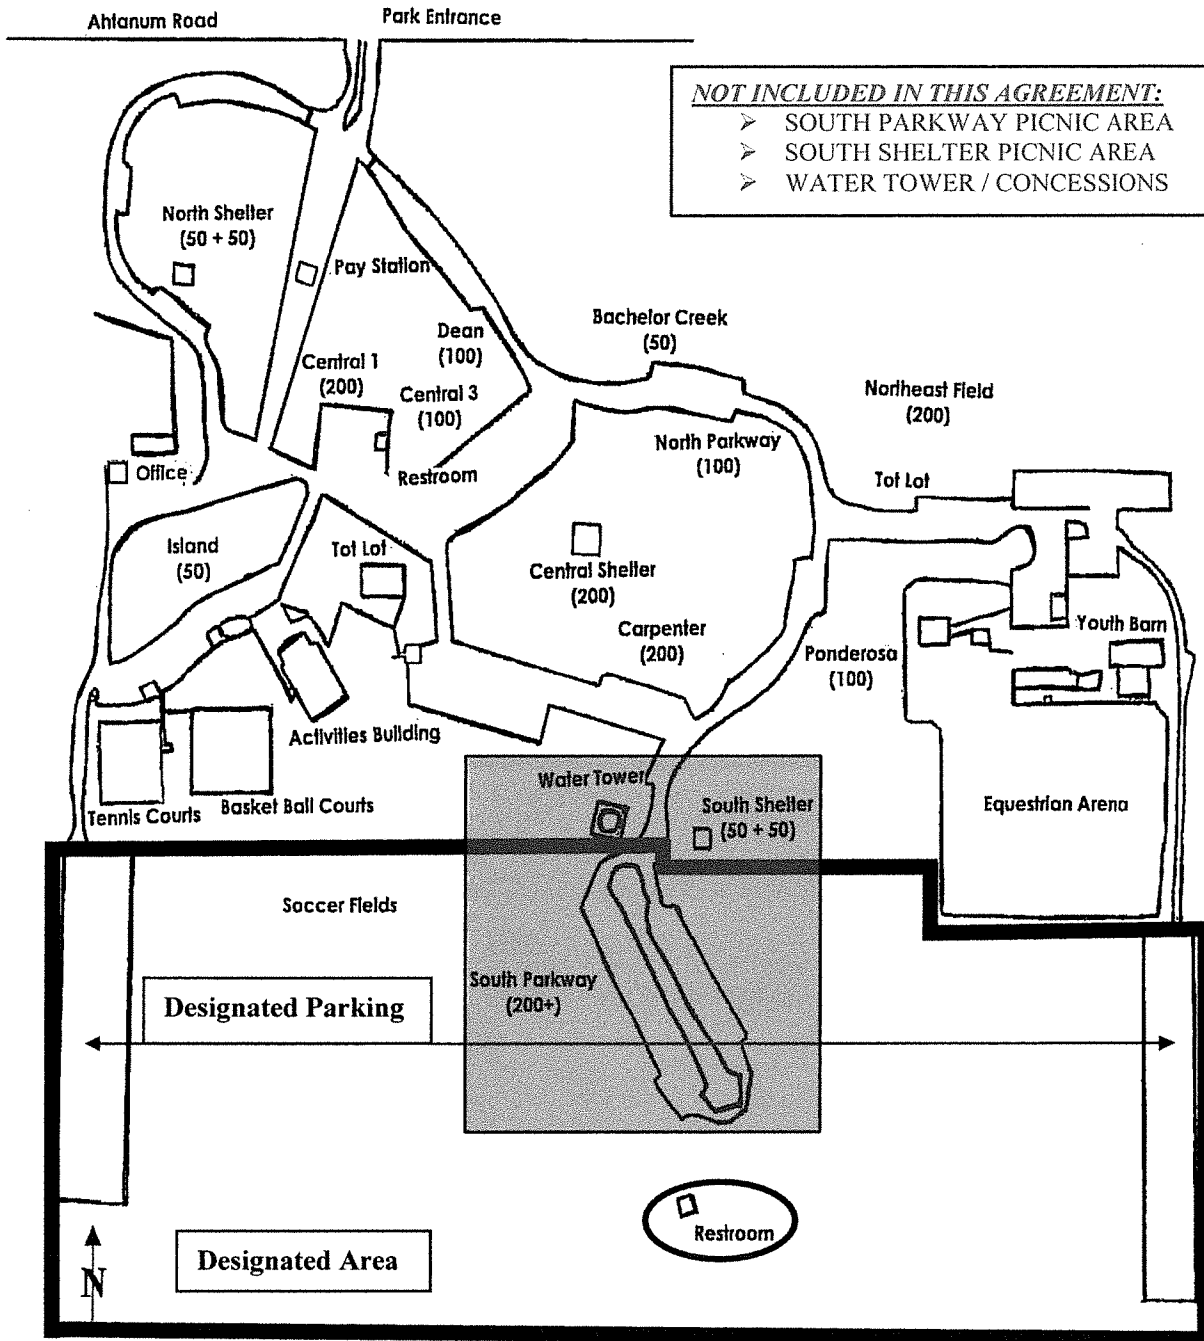 Ahtanum Road
Park Entrance
NOT INCLUDED IN THIS AGREEMENT:
➢ SOUTH PARKWAY PICNIC AREA
➢ SOUTH SHELTER PICNIC AREA
➢ WATER TOWER / CONCESSIONS
North Shelter
(50 + 50)
Pay Station
Dean
(100)
Bachelor Creek
(50)
Central 1
(200)
Central 3
(100)
Northeast Field
(200)
North Parkway
(100)
Office
Restroom
Tot Lot
Island
(50)
Tot Lot
Central Shelter
(200)
Carpenter
(200)
Ponderosa
(100)
Youth Barn
Activities Building
Tennis Courts
Basket Ball Courts
Water Tower
South Shelter
(50 + 50)
Equestrian Arena
Soccer Fields
South Parkway
(200+)
Designated Parking
Restroom
Designated Area
N